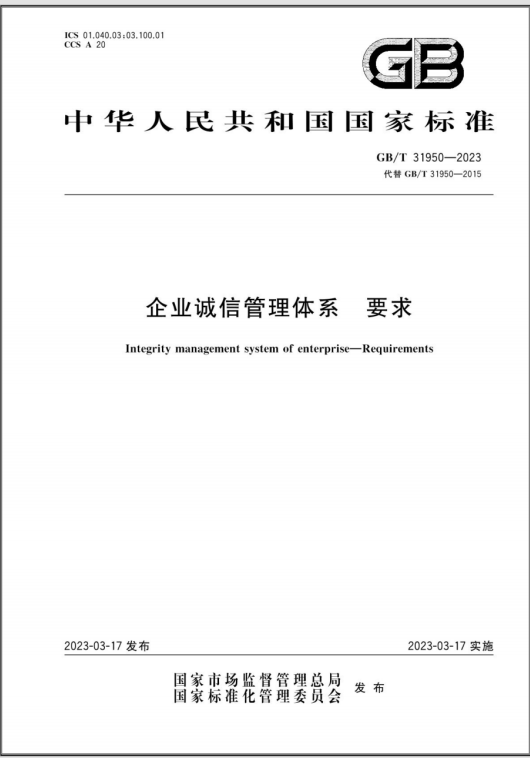 ICS 01.040.03;03.100.01
CCS A 20
GB
中华人民共和国国家标准
GB/T 31950—2023
代替 GB/T 31950—2015
企业诚信管理体系 要求
Integrity management system of enterprise—Requirements
2023-03-17 发布
2023-03-17 实施
国家市场监督管理总局
国家标准化管理委员会
发布